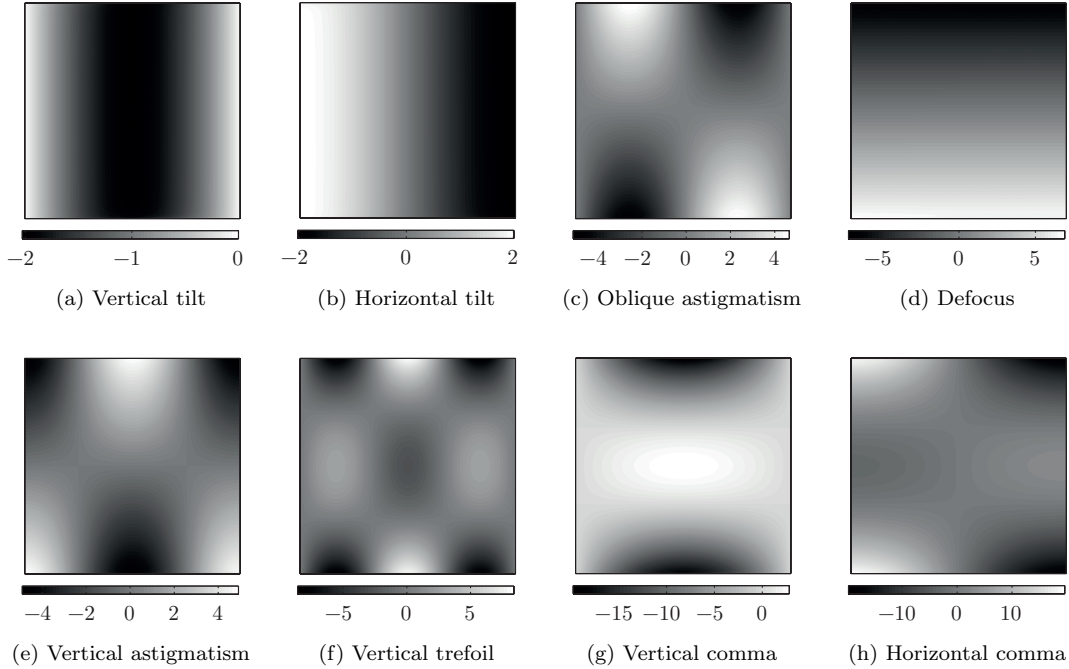 −2 −1 0
−2 0 2
−4 −2 0 2 4
−5 0 5
(a) Vertical tilt
(b) Horizontal tilt
(c) Oblique astigmatism
(d) Defocus
−4 −2 0 2 4
−5 0 5
−15 −10 −5 0
−10 0 10
(e) Vertical astigmatism
(f) Vertical trefoil
(g) Vertical comma
(h) Horizontal comma